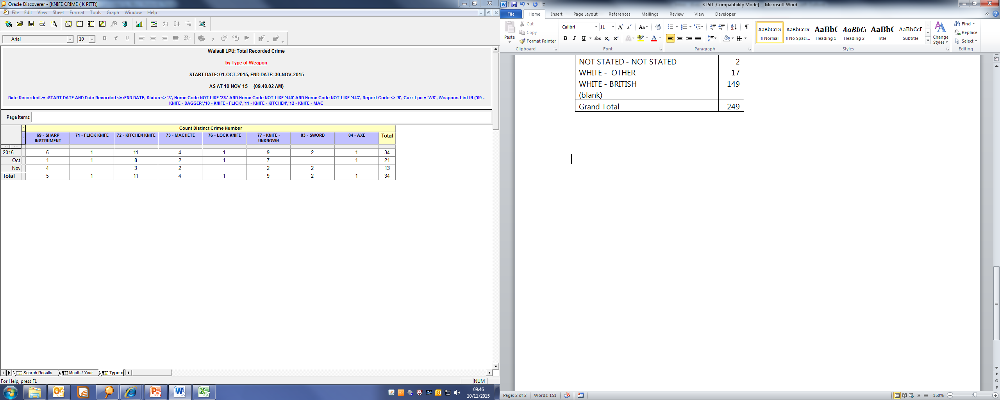 Oracle Discoverer - [KNIFE CRIME ( K PITT)]
File Edit View Sheet Format Tools Graph Window Help
Arial 10
Walsall LPU: Total Recorded Crime
by Type of Weapon
START DATE: 01-OCT-2015, END DATE: 30-NOV-2015
AS AT 10-NOV-15 (09.40.02 AM)
Date Recorded >= :START DATE AND Date Recorded <= :END DATE, Status <> '3', Homc Code NOT LIKE '3%' AND Homc Code NOT LIKE '140' AND Homc Code NOT LIKE '143', Report Code <> '6', Curr Lpu = 'WS', Weapons List IN ('09 -
KNIFE - DAGGER','10 - KNIFE - FLICK','11 - KNIFE - KITCHEN','12 - KNIFE - MAC
Page Items:
Count Distinct Crime Number
69 - SHARP INSTRUMENT 71 - FLICK KNIFE 72 - KITCHEN KNIFE 73 - MACHETE 76 - LOCK KNIFE 77 - KNIFE - UNKNOWN 83 - SWORD 84 - AXE Total
2015 5 1 11 4 1 9 2 1 34
Oct 1 1 8 2 1 7 1 21
Nov 4 3 2 2 2 13
Total 5 1 11 4 1 9 2 1 34
Search Results Month / Year Type o
For Help, press F1
NUM
09:46
10/11/2015
K Pitt [Compatibility Mode] - Microsoft Word
File Home Insert Page Layout References Mailings Review View Developer
Paste Cut
Copy
Format Painter
Calibri 11
AaBbCcDc AaBbCcDc AaBbC AaBbCc AaBbC AaBbCcI
¶ Normal ¶ No Spaci... Heading 1 Heading 2 Title Subtitle
Change Styles
Find
Replace
Select
Clipboard Font Paragraph Styles Editing
NOT STATED - NOT STATED 2
WHITE - OTHER 17
WHITE - BRITISH 149
(blank)
Grand Total 249
Page: 2 of 2 Words: 151 150%